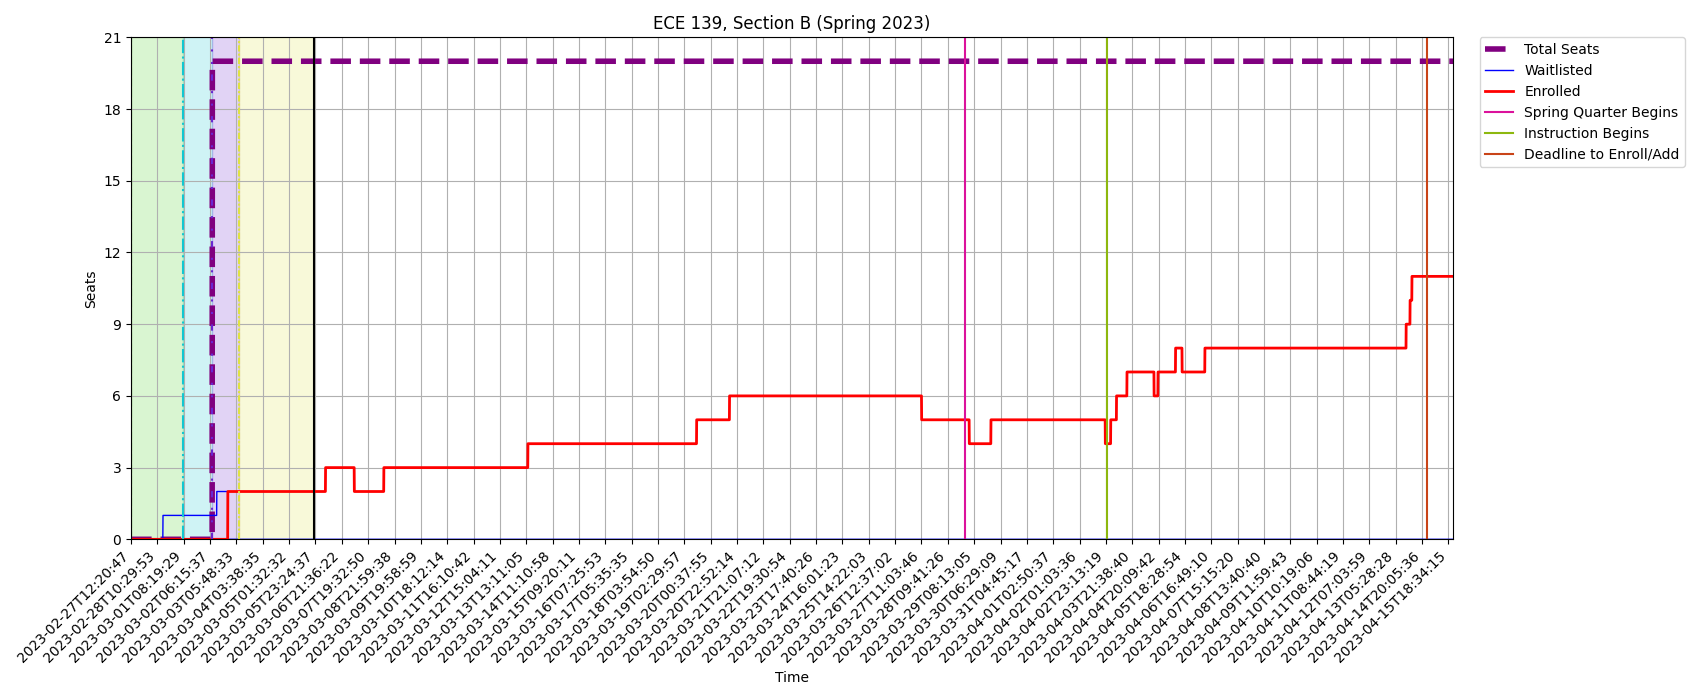 ECE 139, Section B (Spring 2023)
21
18
15
12
9
6
3
0
Seats
2023-02-27T12:20:47
2023-02-28T10:29:53
2023-03-01T08:19:29
2023-03-02T06:15:37
2023-03-03T05:48:33
2023-03-04T03:38:35
2023-03-05T01:32:32
2023-03-05T23:24:37
2023-03-06T21:36:22
2023-03-07T19:32:50
2023-03-08T21:59:38
2023-03-09T19:58:59
2023-03-10T18:12:14
2023-03-11T16:10:42
2023-03-12T15:04:11
2023-03-13T13:11:05
2023-03-14T11:10:58
2023-03-15T09:20:11
2023-03-16T07:25:53
2023-03-17T05:35:35
2023-03-18T03:54:50
2023-03-19T02:29:57
2023-03-20T00:37:55
2023-03-20T22:52:14
2023-03-21T21:07:12
2023-03-22T19:30:54
2023-03-23T17:40:26
2023-03-24T16:01:23
2023-03-25T14:22:03
2023-03-26T12:37:02
2023-03-27T11:03:46
2023-03-28T09:41:26
2023-03-29T08:13:05
2023-03-30T06:29:09
2023-03-31T04:45:17
2023-04-01T02:50:37
2023-04-02T01:03:36
2023-04-02T23:13:19
2023-04-03T21:38:40
2023-04-04T20:09:42
2023-04-05T18:28:54
2023-04-06T16:49:10
2023-04-07T15:15:20
2023-04-08T13:40:40
2023-04-09T11:59:43
2023-04-10T10:19:06
2023-04-11T08:44:19
2023-04-12T07:03:59
2023-04-13T05:28:28
2023-04-14T20:05:36
2023-04-15T18:34:15
Time
Total Seats
Waitlisted
Enrolled
Spring Quarter Begins
Instruction Begins
Deadline to Enroll/Add